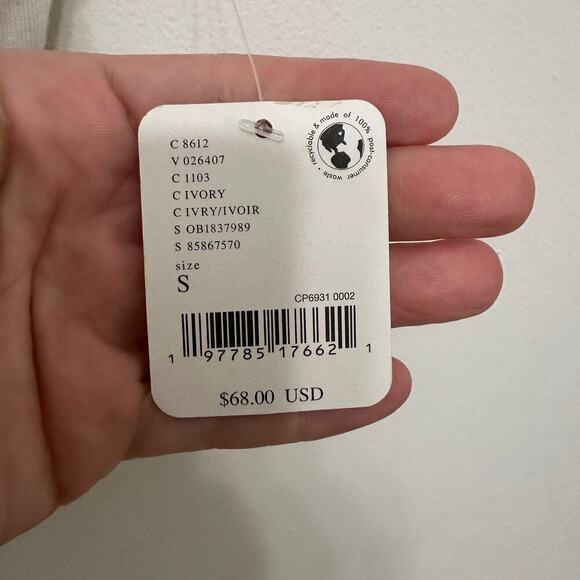 C 8612
V 026407
C 1103
C IVORY
C IVRY/IVOIR
S OB1837989
S 85867570
size
S
recyclable & made of 100% post-consumer waste •
CP6931 0002
1 97785 17662 1
$68.00 USD